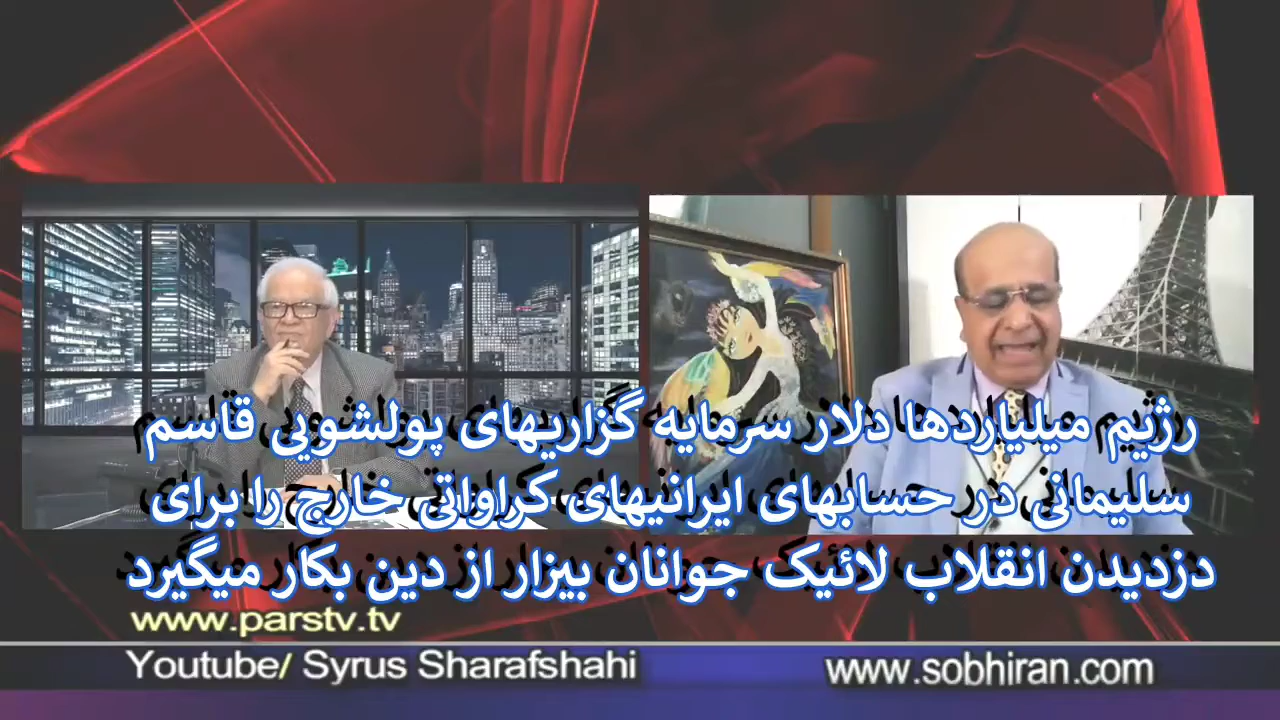 رژیم میلیاردها دلار سرمایه گزاریهای پولشویی قاسم
سلیمانی در حسابهای ایرانیهای کراواتی خارج را برای
دزدیدن انقلاب لائیک جوانان بیزار از دین بکار میگیرد
www.parstv.tv
Youtube/ Syrus Sharafshahi
www.sobhiran.com